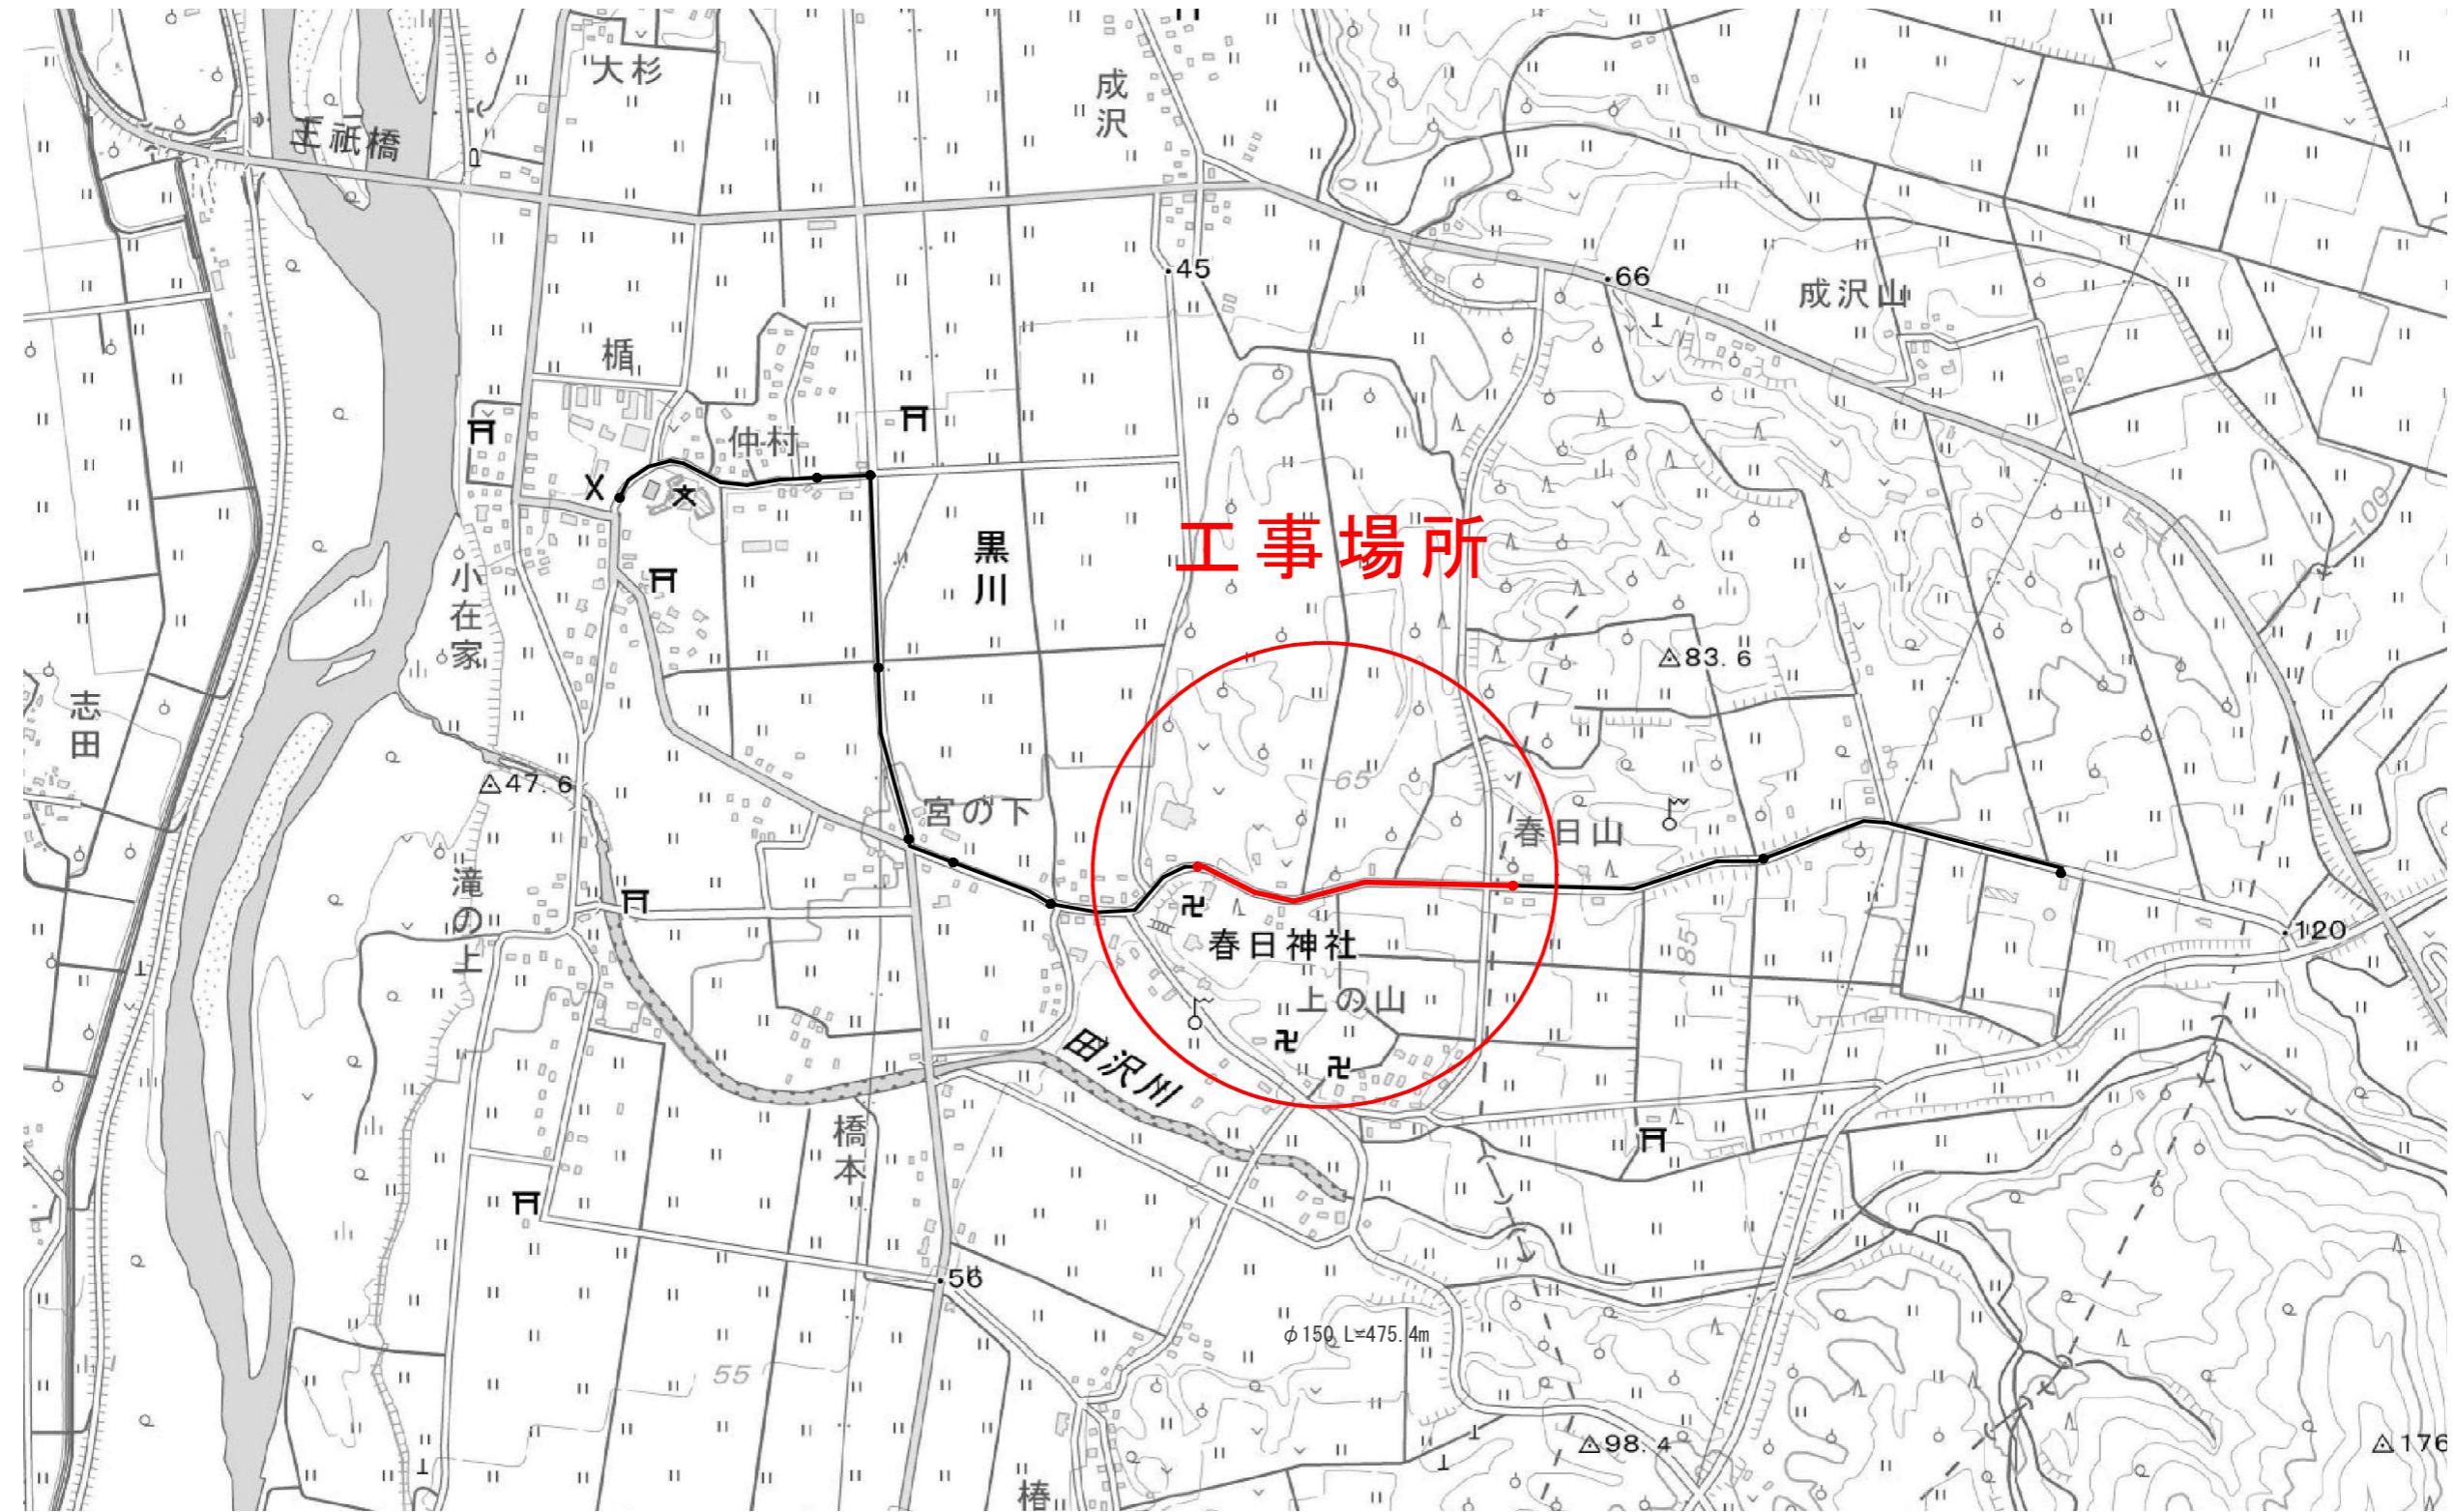 大杉
成沢
王祇橋
45
66
成沢山
楯
仲村
100
工事場所
黒川
小在家
83.6
志田
47.6
65
宮の下
春日山
滝の上
春日神社
120
85
上の山
田沢川
橋本
56
φ150 L=475.4m
55
98.4
176
椿